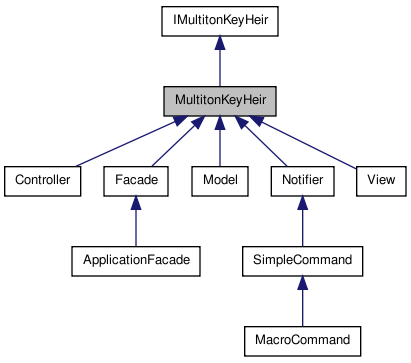 IMultitonKeyHeir
MultitonKeyHeir
Controller
Facade
Model
Notifier
View
ApplicationFacade
SimpleCommand
MacroCommand